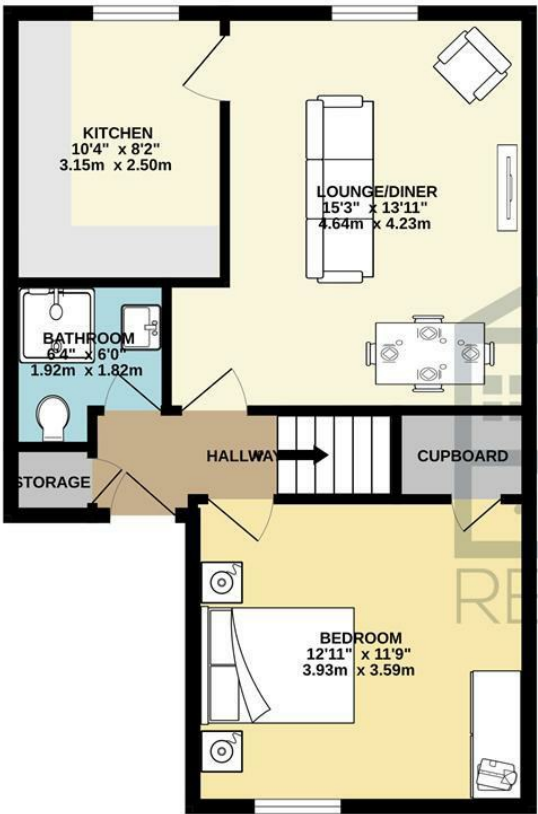 KITCHEN
10'4" x 8'2"
3.15m x 2.50m
LOUNGE/DINER
15'3" x 13'11"
4.64m x 4.23m
BATHROOM
6'4" x 6'0"
1.92m x 1.82m
HALLWAY
STORAGE
CUPBOARD
BEDROOM
12'11" x 11'9"
3.93m x 3.59m
RE